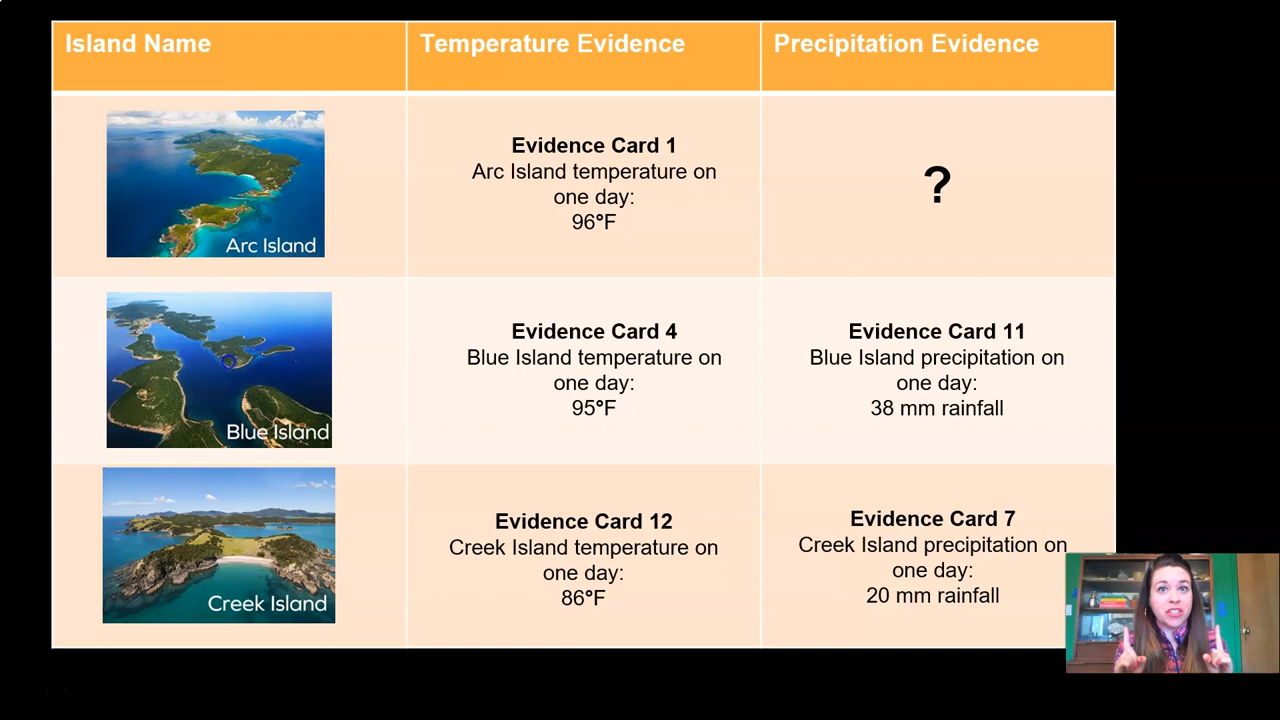 Island Name
Temperature Evidence
Precipitation Evidence
Arc Island
Evidence Card 1
Arc Island temperature on
one day:
96°F
?
Blue Island
Evidence Card 4
Blue Island temperature on
one day:
95°F
Evidence Card 11
Blue Island precipitation on
one day:
38 mm rainfall
Creek Island
Evidence Card 12
Creek Island temperature on
one day:
86°F
Evidence Card 7
Creek Island precipitation on
one day:
20 mm rainfall